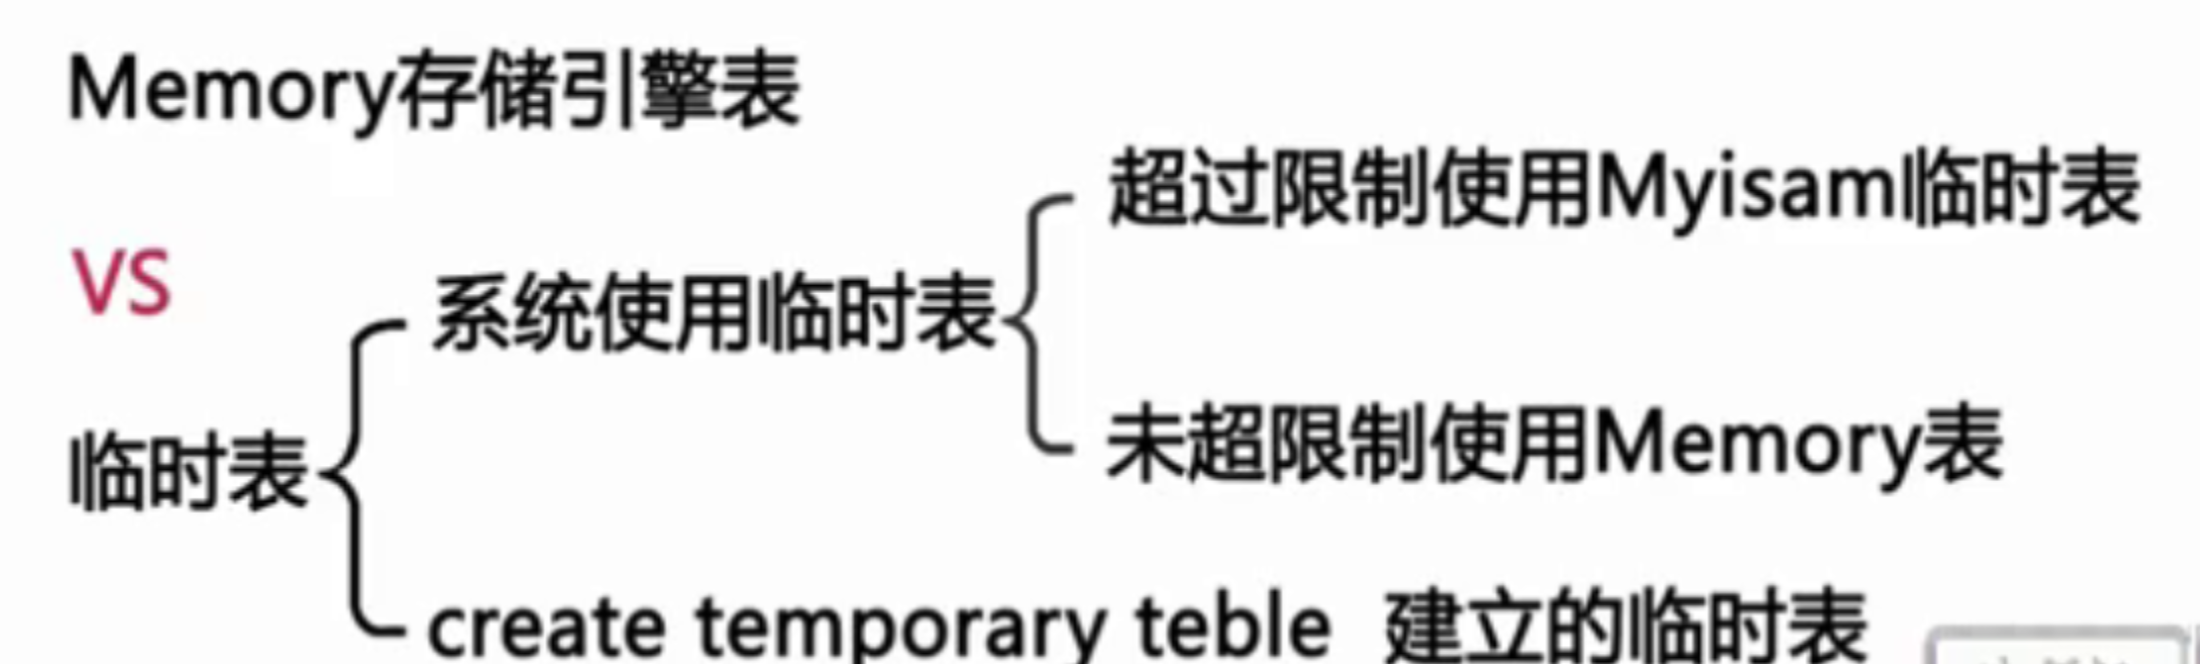 Memory存储引擎表
VS
临时表
系统使用临时表
超过限制使用Myisam临时表
未超限制使用Memory表
create temporary teble 建立的临时表